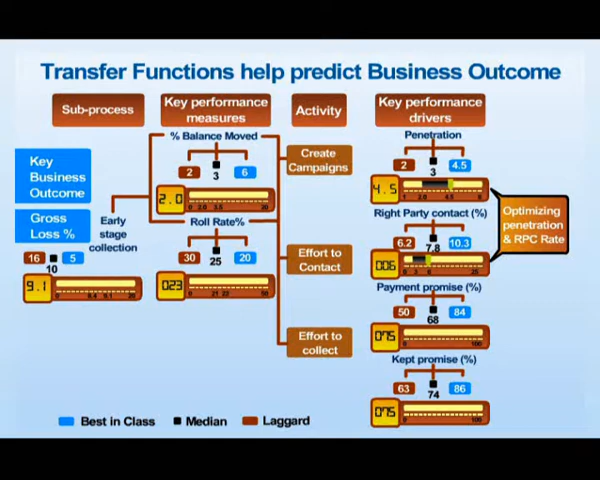 Transfer Functions help predict Business Outcome
Sub-process
Key performance
measures
Activity
Key performance
drivers
Key
Business
Outcome
Gross
Loss %
16
5
10
9.1
Early
stage
collection
% Balance Moved
2
3
6
2.0
Roll Rate%
30
25
20
023
Create
Campaigns
Effort to
Contact
Effort to
collect
Penetration
2
3
4.5
4.5
Right Party contact (%)
6.2
7.8
10.3
006
Payment promise (%)
50
68
84
075
0 100
Kept promise (%)
63
74
86
075
0 100
Optimizing
penetration
& RPC Rate
Best in Class
Median
Laggard